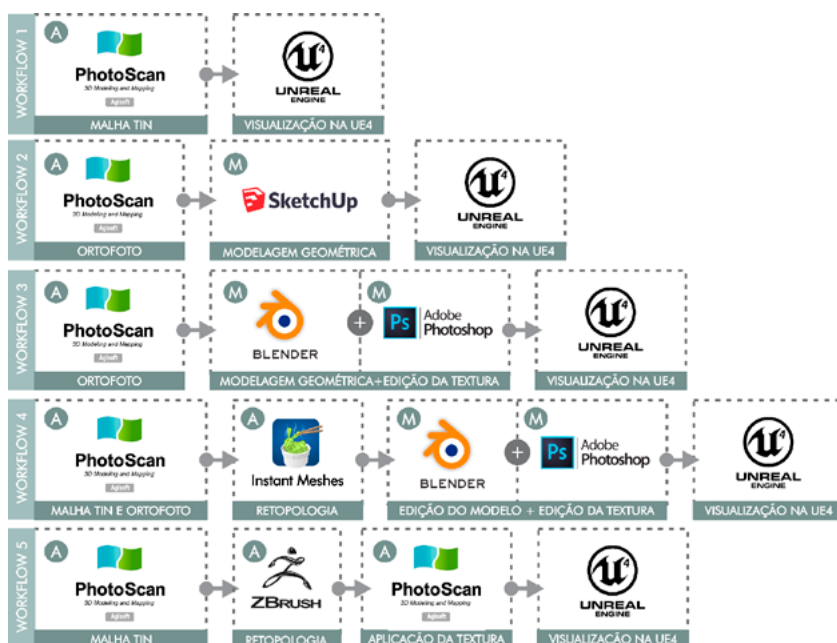 WORKFLOW 1
A
PhotoScan
3D Modeling and Mapping
Agisoft
MALHA TIN
4
UNREAL
ENGINE
VISUALIZAÇÃO NA UE4
WORKFLOW 2
A
PhotoScan
3D Modeling and Mapping
Agisoft
ORTOFOTO
M
SketchUp
MODELAGEM GEOMÉTRICA
4
UNREAL
ENGINE
VISUALIZAÇÃO NA UE4
WORKFLOW 3
A
PhotoScan
3D Modeling and Mapping
Agisoft
ORTOFOTO
M
BLENDER
+
M
Ps
Adobe
Photoshop
MODELAGEM GEOMÉTRICA+EDIÇÃO DA TEXTURA
4
UNREAL
ENGINE
VISUALIZAÇÃO NA UE4
WORKFLOW 4
A
PhotoScan
3D Modeling and Mapping
Agisoft
MALHA TIN E ORTOFOTO
A
Instant Meshes
RETOPOLOGIA
M
BLENDER
+
M
Ps
Adobe
Photoshop
EDIÇÃO DO MODELO + EDIÇÃO DA TEXTURA
4
UNREAL
ENGINE
VISUALIZAÇÃO NA UE4
WORKFLOW 5
A
PhotoScan
3D Modeling and Mapping
Agisoft
MALHA TIN
A
ZBRUSH
RETOPOLOGIA
A
PhotoScan
3D Modeling and Mapping
Agisoft
APLICAÇÃO DA TEXTURA
4
UNREAL
ENGINE
VISUALIZAÇÃO NA UE4